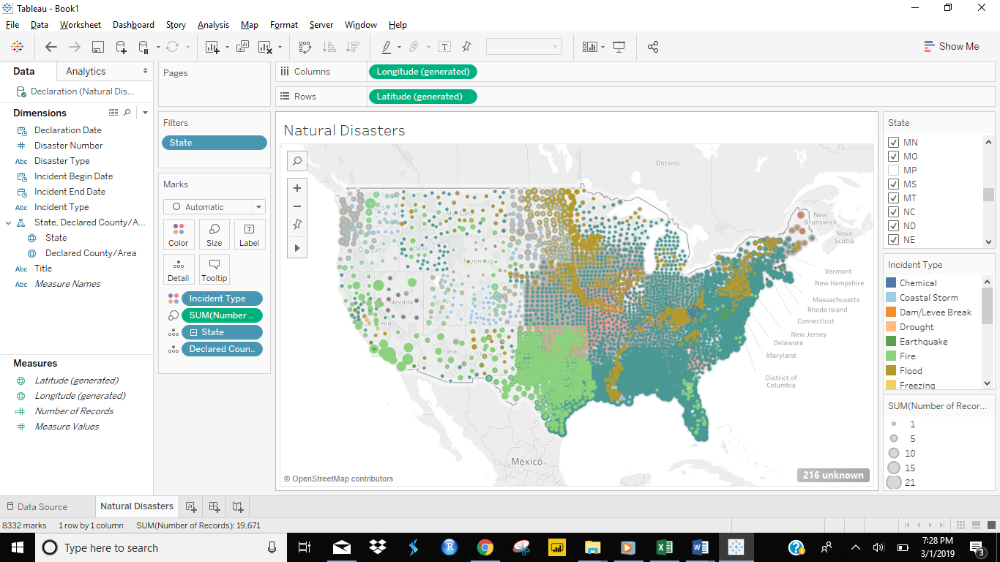 Tableau - Book1
File Data Worksheet Dashboard Story Analysis Map Format Server Window Help
Show Me
Data Analytics
Declaration (Natural Dis...
Dimensions
Declaration Date
Disaster Number
Abc Disaster Type
Incident Begin Date
Incident End Date
Abc Incident Type
State, Declared County/A...
State
Declared County/Area
Abc Title
Abc Measure Names
Measures
Latitude (generated)
Longitude (generated)
Number of Records
Measure Values
Pages
Filters
State
Marks
Automatic
Color Size Label
Detail Tooltip
Incident Type
SUM(Number ..
State
Declared Coun..
Columns Longitude (generated)
Rows Latitude (generated)
Natural Disasters
Ontario
New
Brunswick
Nova
Scotia
Vermont
New Hampshire
Massachusetts
Rhode Island
Connecticut
New Jersey
Delaware
Maryland
District of
Columbia
Nevada
Mexico
© OpenStreetMap contributors
216 unknown
State
MN
MO
MP
MS
MT
NC
ND
NE
Incident Type
Chemical
Coastal Storm
Dam/Levee Break
Drought
Earthquake
Fire
Flood
Freezing
SUM(Number of Recor...
1
5
10
15
21
Data Source Natural Disasters
8332 marks 1 row by 1 column SUM(Number of Records): 19,671
Type here to search
7:28 PM
3/1/2019
3